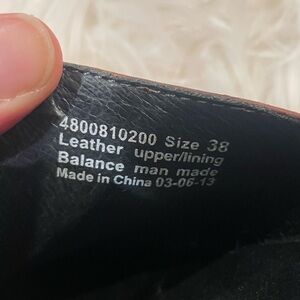 4800810200 Size 38
Leather upper/lining
Balance man made
Made in China 03-06-13